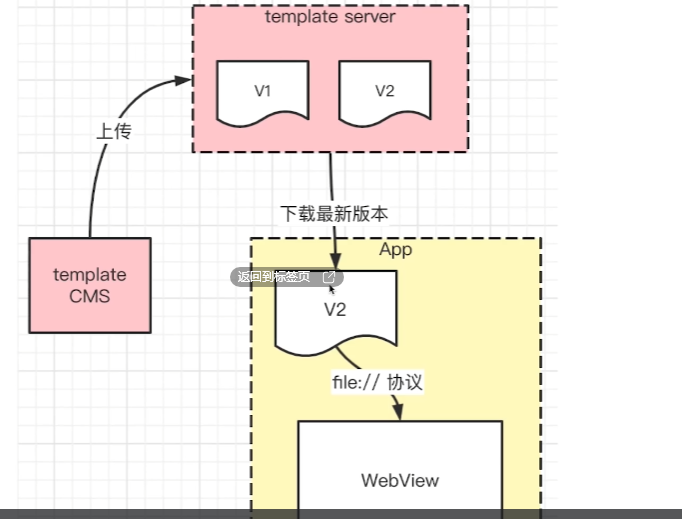 template server
V1
V2
上传
下载最新版本
template
CMS
App
返回到标签页
V2
file:// 协议
WebView